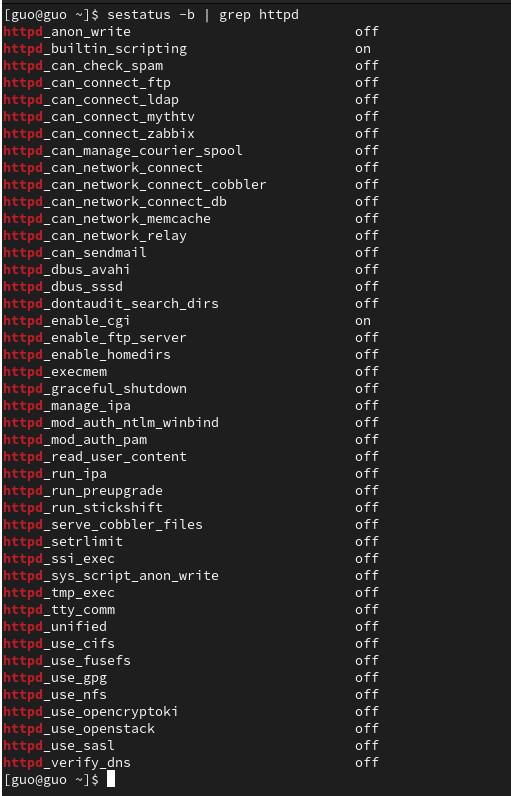 [guo@guo ~]$ sestatus -b | grep httpd
httpd_anon_write                            off
httpd_builtin_scripting                     on
httpd_can_check_spam                        off
httpd_can_connect_ftp                       off
httpd_can_connect_ldap                      off
httpd_can_connect_mythtv                    off
httpd_can_connect_zabbix                    off
httpd_can_manage_courier_spool              off
httpd_can_network_connect                   off
httpd_can_network_connect_cobbler           off
httpd_can_network_connect_db                off
httpd_can_network_memcache                  off
httpd_can_network_relay                     off
httpd_can_sendmail                          off
httpd_dbus_avahi                            off
httpd_dbus_sssd                             off
httpd_dontaudit_search_dirs                 off
httpd_enable_cgi                            on
httpd_enable_ftp_server                     off
httpd_enable_homedirs                       off
httpd_execmem                               off
httpd_graceful_shutdown                     off
httpd_manage_ipa                            off
httpd_mod_auth_ntlm_winbind                 off
httpd_mod_auth_pam                          off
httpd_read_user_content                     off
httpd_run_ipa                               off
httpd_run_preupgrade                        off
httpd_run_stickshift                        off
httpd_serve_cobbler_files                   off
httpd_setrlimit                             off
httpd_ssi_exec                              off
httpd_sys_script_anon_write                 off
httpd_tmp_exec                              off
httpd_tty_comm                              off
httpd_unified                               off
httpd_use_cifs                              off
httpd_use_fusefs                            off
httpd_use_gpg                               off
httpd_use_nfs                               off
httpd_use_opencryptoki                      off
httpd_use_openstack                         off
httpd_use_sasl                              off
httpd_verify_dns                            off
[guo@guo ~]$